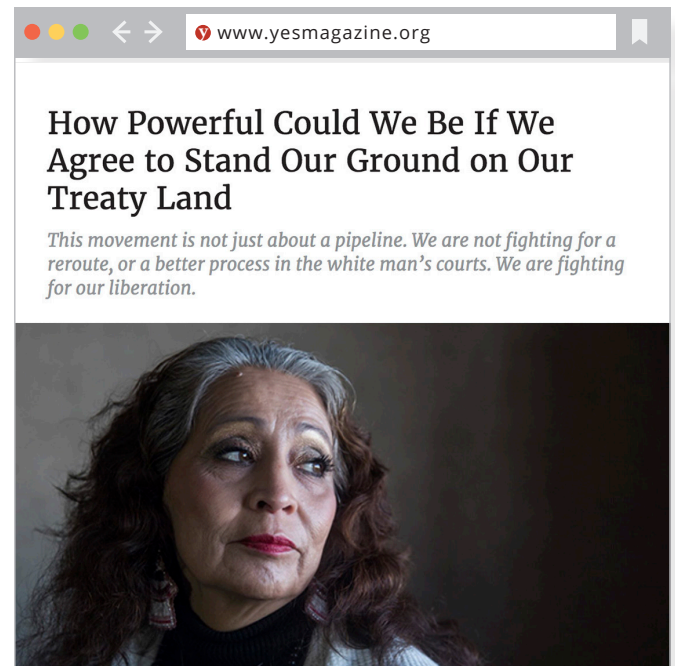 www.yesmagazine.org
How Powerful Could We Be If We
Agree to Stand Our Ground on Our
Treaty Land
This movement is not just about a pipeline. We are not fighting for a
reroute, or a better process in the white man’s courts. We are fighting
for our liberation.